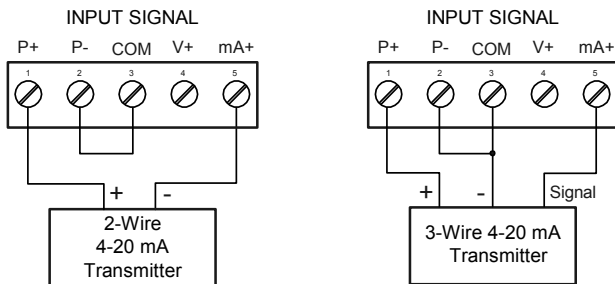 INPUT SIGNAL
P+ P- COM V+ mA+
1 2 3 4 5
+ -
2-Wire
4-20 mA
Transmitter
INPUT SIGNAL
P+ P- COM V+ mA+
1 2 3 4 5
+ - Signal
3-Wire 4-20 mA
Transmitter